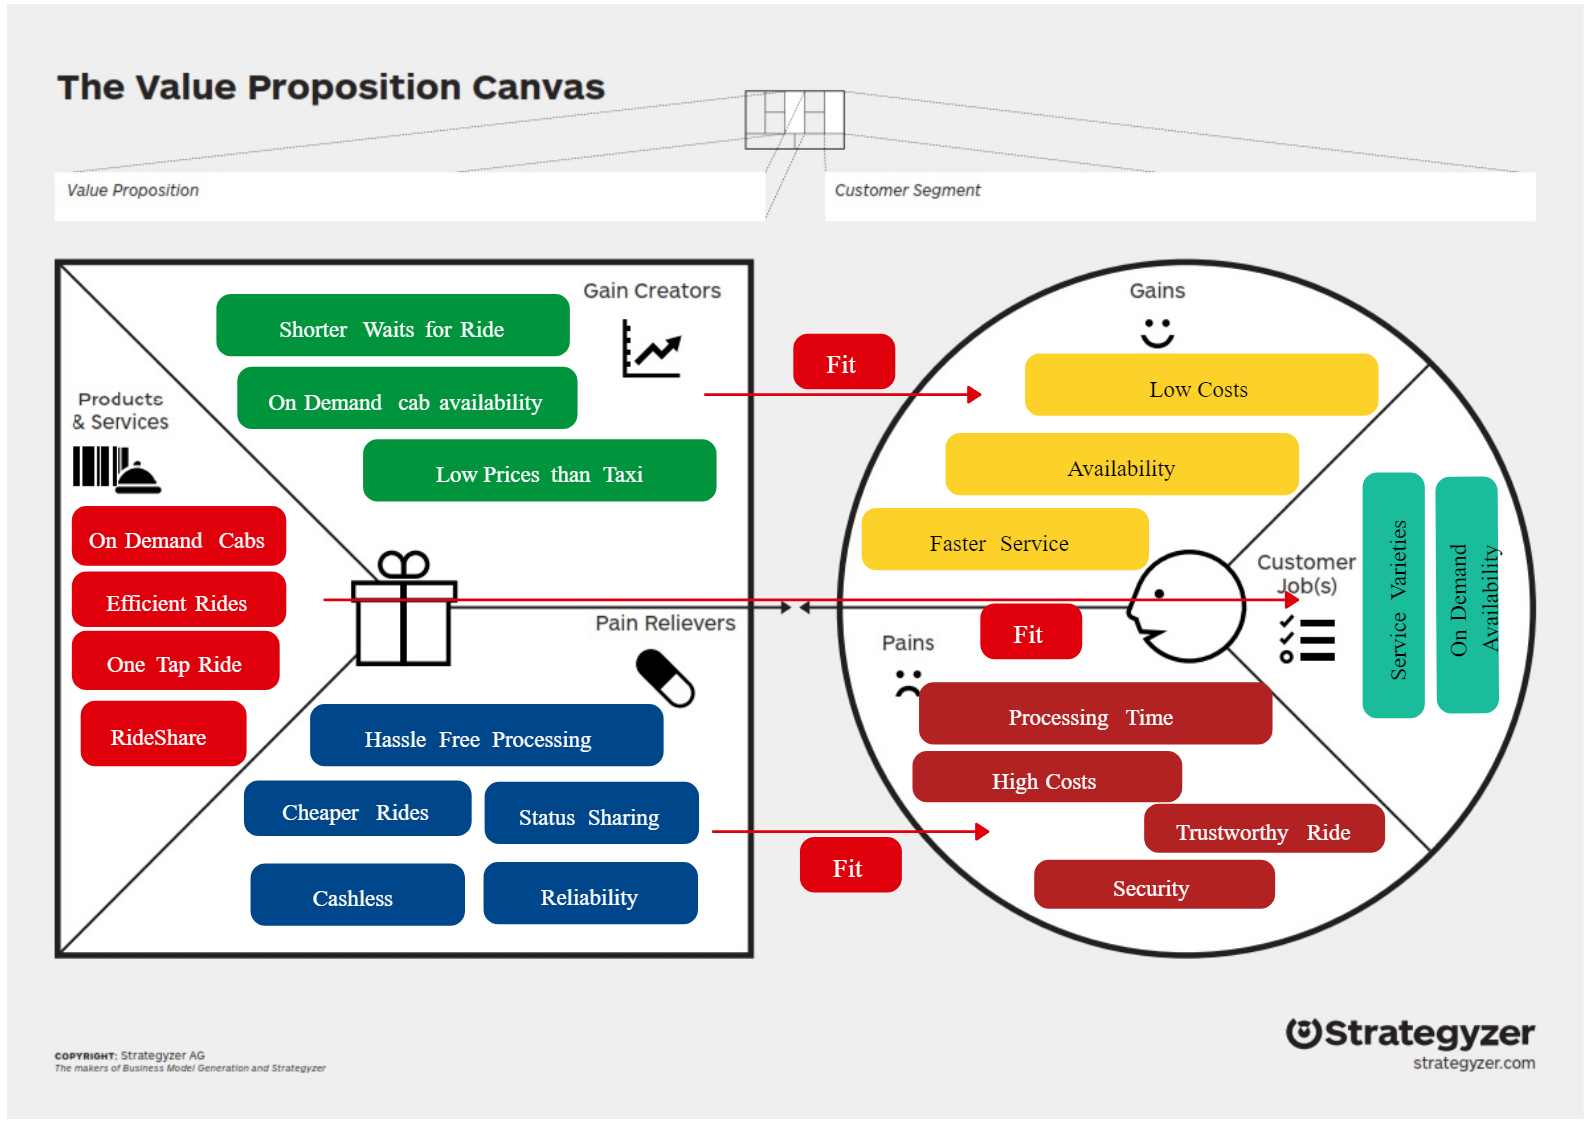 The Value Proposition Canvas
Value Proposition
Customer Segment
Gain Creators
Shorter Waits for Ride
On Demand cab availability
Low Prices than Taxi
Products
& Services
On Demand Cabs
Efficient Rides
One Tap Ride
RideShare
Pain Relievers
Hassle Free Processing
Cheaper Rides
Status Sharing
Cashless
Reliability
Fit
Fit
Fit
Gains
Low Costs
Availability
Faster Service
Customer
Job(s)
Service Varieties
On Demand
Availability
Pains
Processing Time
High Costs
Trustworthy Ride
Security
COPYRIGHT: Strategyzer AG
The makers of Business Model Generation and Strategyzer
Strategyzer
strategyzer.com